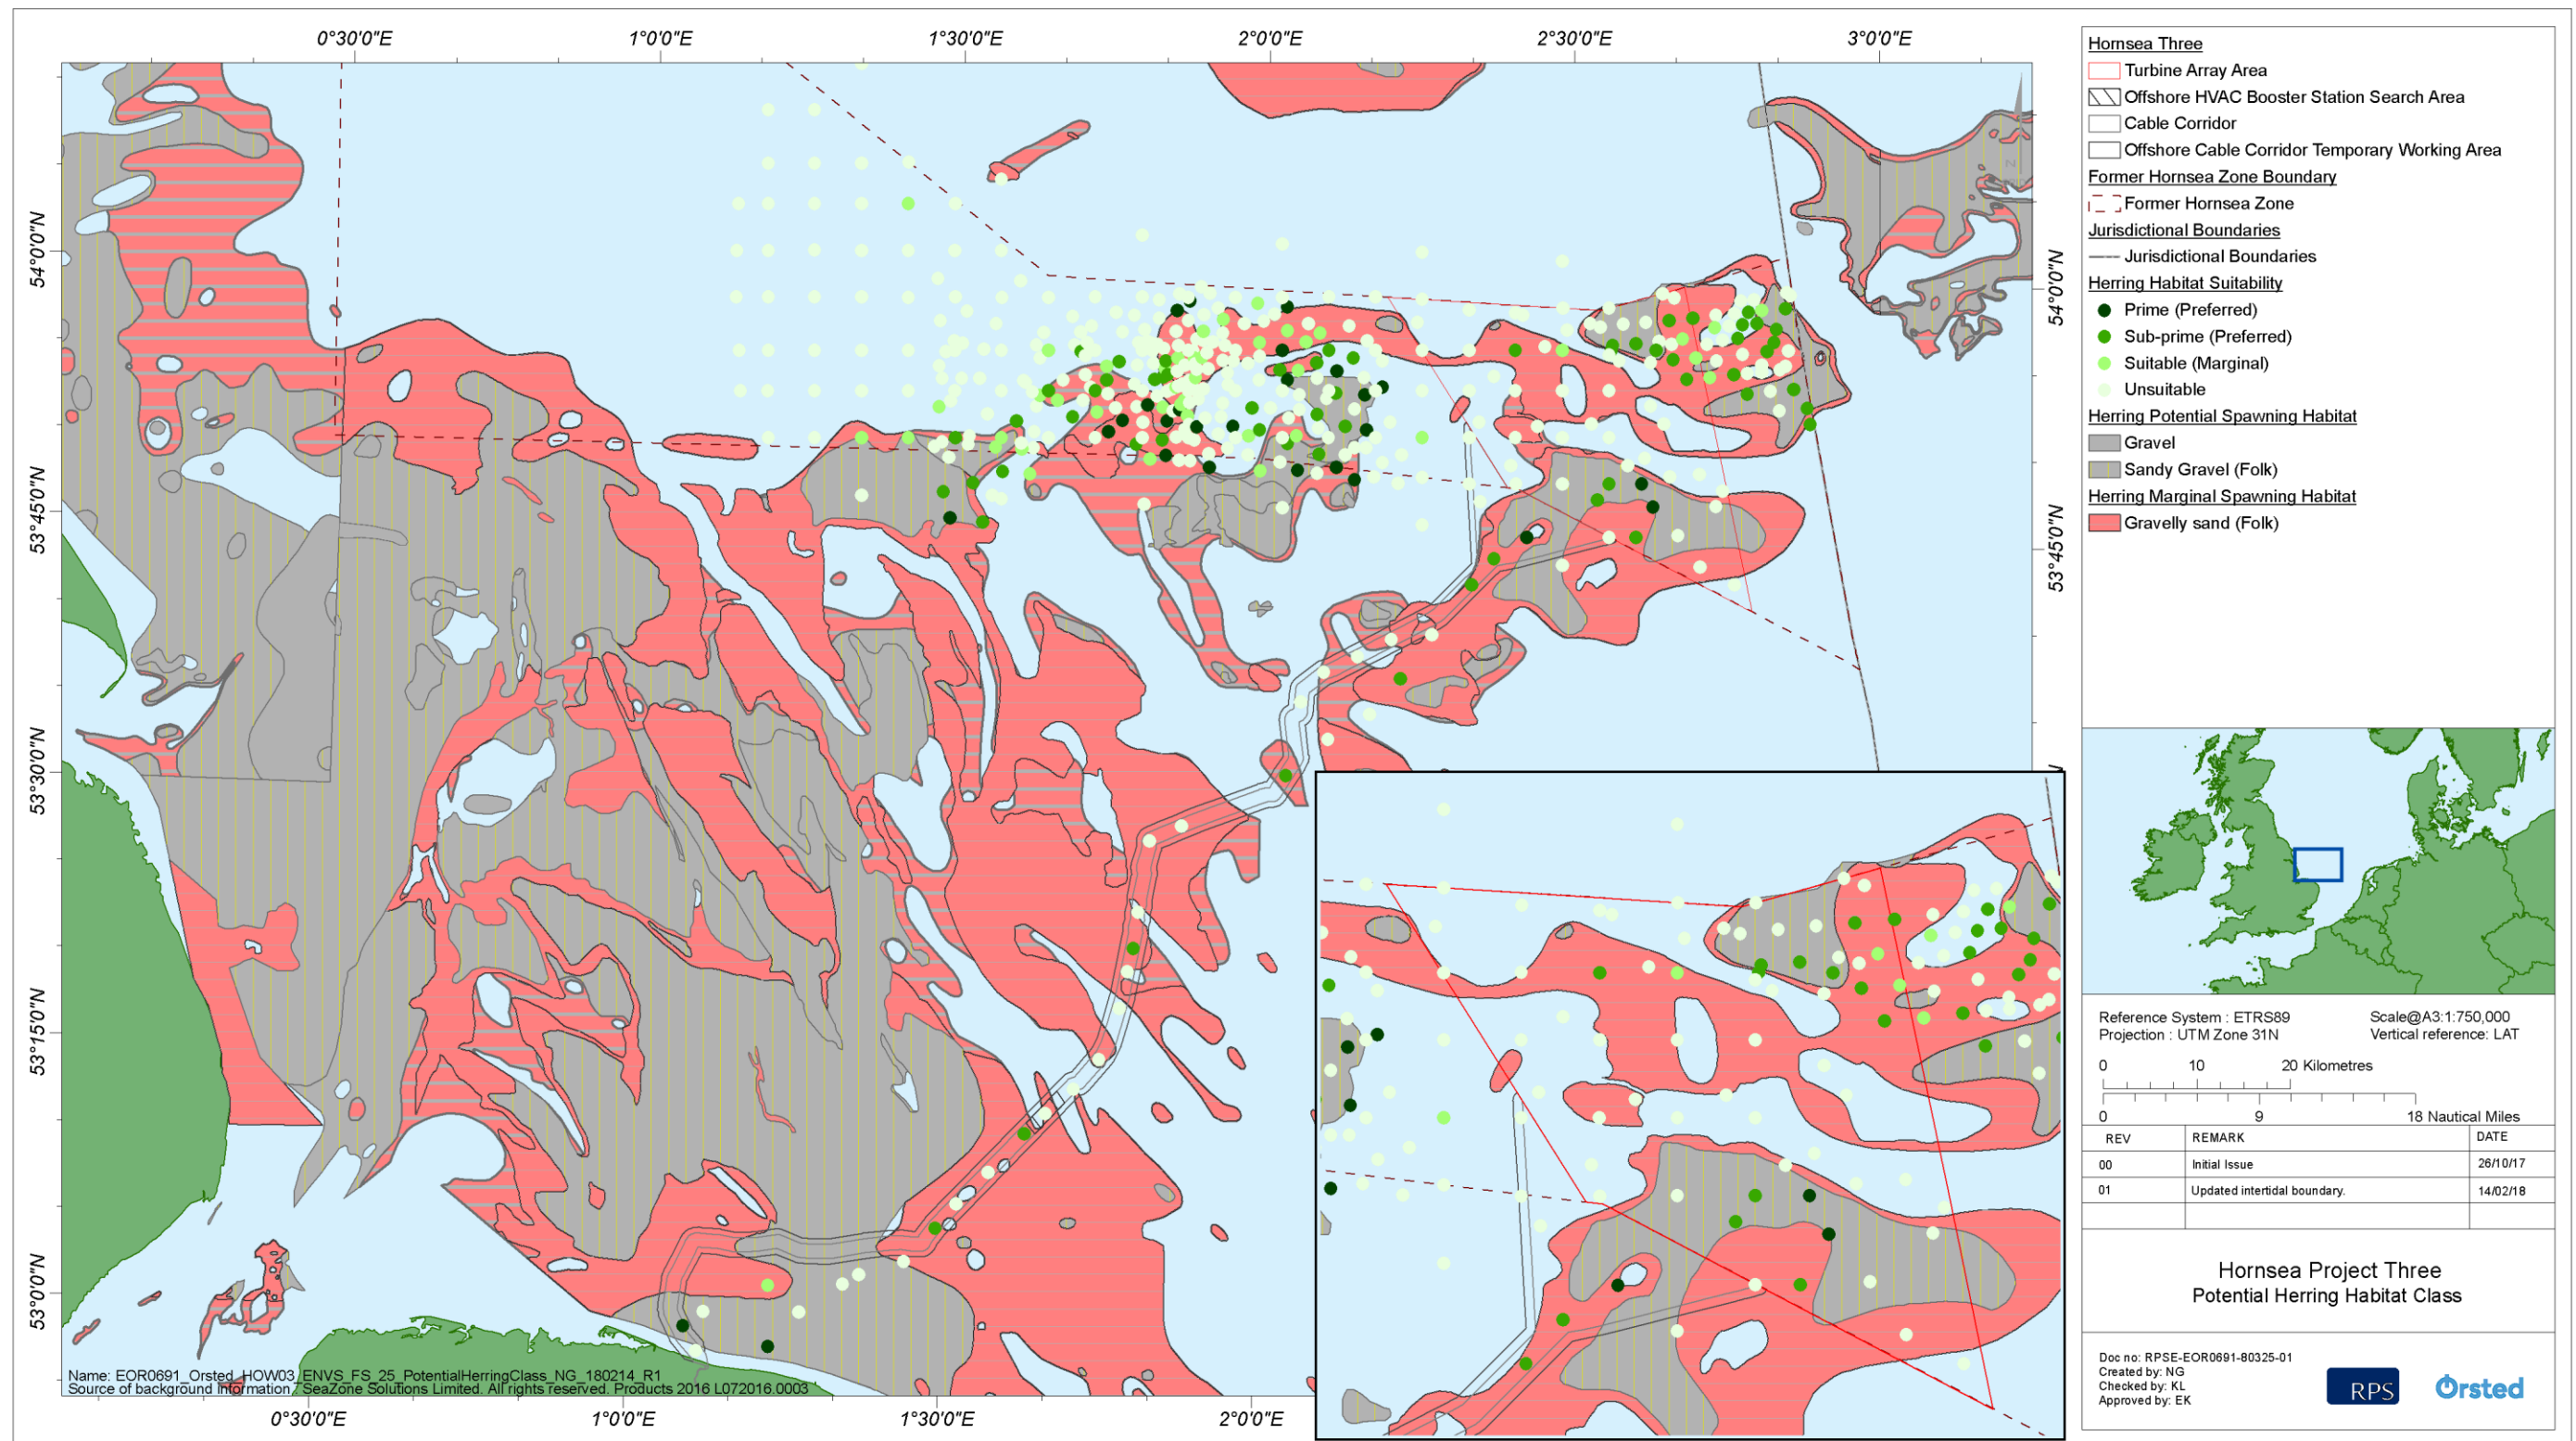 0°30'0"E 1°0'0"E 1°30'0"E 2°0'0"E 2°30'0"E 3°0'0"E
54°0'0"N
53°45'0"N
53°30'0"N
53°15'0"N
53°0'0"N
54°0'0"N
53°45'0"N
0°30'0"E 1°0'0"E 1°30'0"E 2°0'0"E
Name: EOR0691_Orsted_HOW03_ENVS_FS_25_PotentialHerringClass_NG_180214_R1
Source of background information, SeaZone Solutions Limited. All rights reserved. Products 2016 L072016.0003
Hornsea Three
Turbine Array Area
Offshore HVAC Booster Station Search Area
Cable Corridor
Offshore Cable Corridor Temporary Working Area
Former Hornsea Zone Boundary
Former Hornsea Zone
Jurisdictional Boundaries
Jurisdictional Boundaries
Herring Habitat Suitability
Prime (Preferred)
Sub-prime (Preferred)
Suitable (Marginal)
Unsuitable
Herring Potential Spawning Habitat
Gravel
Sandy Gravel (Folk)
Herring Marginal Spawning Habitat
Gravelly sand (Folk)
Reference System : ETRS89 Scale@A3:1:750,000
Projection : UTM Zone 31N Vertical reference: LAT
0 10 20 Kilometres
0 9 18 Nautical Miles
REV REMARK DATE
00 Initial Issue 26/10/17
01 Updated intertidal boundary. 14/02/18
Hornsea Project Three
Potential Herring Habitat Class
Doc no: RPSE-EOR0691-80325-01
Created by: NG
Checked by: KL
Approved by: EK
RPS
Orsted